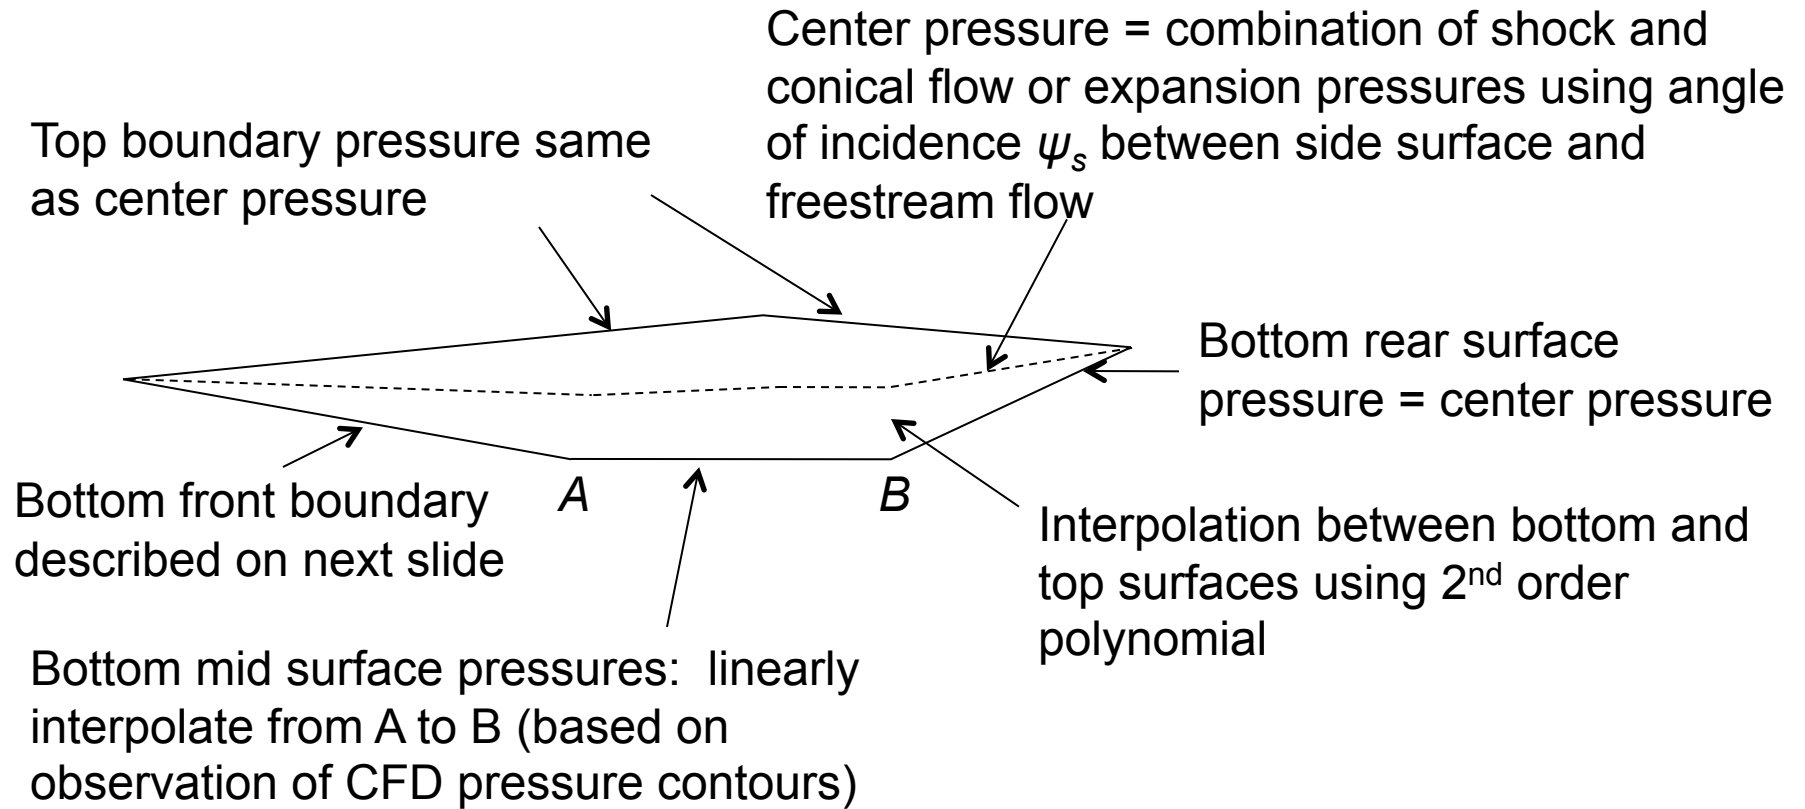 Center pressure = combination of shock and
conical flow or expansion pressures using angle
of incidence ψs between side surface and
freestream flow
Top boundary pressure same
as center pressure
Bottom rear surface
pressure = center pressure
Bottom front boundary
described on next slide
A
B
Interpolation between bottom and
top surfaces using 2nd order
polynomial
Bottom mid surface pressures: linearly
interpolate from A to B (based on
observation of CFD pressure contours)